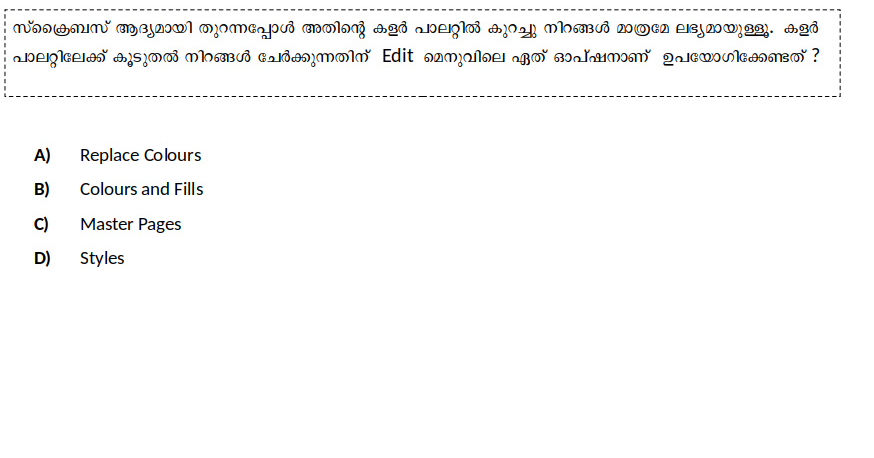 സ്ക്രൈബസ് ആദ്യമായി തുറന്നപ്പോൾ അതിന്റെ കളർ പാലറ്റിൽ കുറച്ചു നിറങ്ങൾ മാത്രമേ ലഭ്യമായുള്ളൂ. കളർ
പാലറ്റിലേക്ക് കൂടുതൽ നിറങ്ങൾ ചേർക്കുന്നതിന് Edit മെനുവിലെ ഏത് ഓപ്ഷനാണ് ഉപയോഗിക്കേണ്ടത് ?
A) Replace Colours
B) Colours and Fills
C) Master Pages
D) Styles